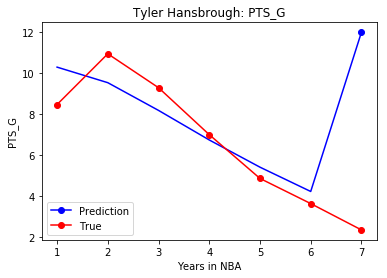 Tyler Hansbrough: PTS_G
12
10
8
6
4
2
PTS_G
Prediction
True
1 2 3 4 5 6 7
Years in NBA